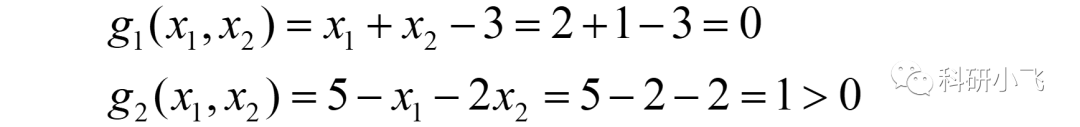 g₁(x₁, x₂) = x₁ + x₂ − 3 = 2 + 1 − 3 = 0
g₂(x₁, x₂) = 5 − x₁ − 2x₂ = 5 − 2 − 2 = 1 > 0
科研小飞